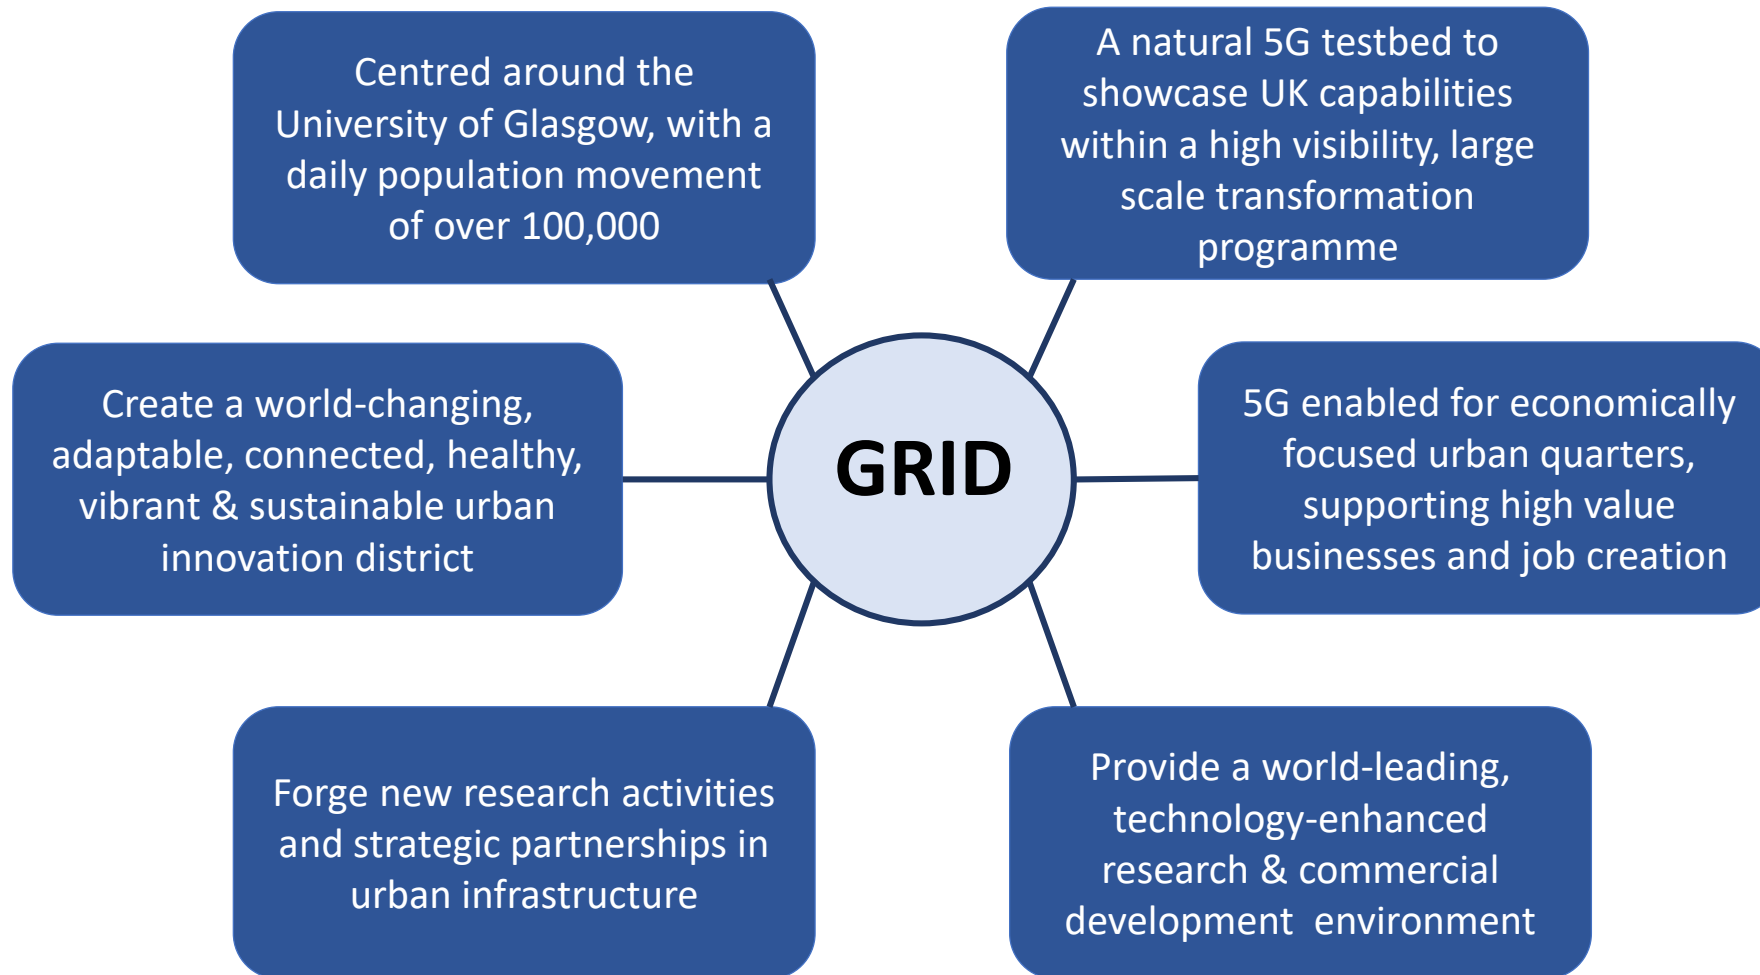 Centred around the
University of Glasgow, with a
daily population movement
of over 100,000
A natural 5G testbed to
showcase UK capabilities
within a high visibility, large
scale transformation
programme
Create a world-changing,
adaptable, connected, healthy,
vibrant & sustainable urban
innovation district
GRID
5G enabled for economically
focused urban quarters,
supporting high value
businesses and job creation
Forge new research activities
and strategic partnerships in
urban infrastructure
Provide a world-leading,
technology-enhanced
research & commercial
development  environment